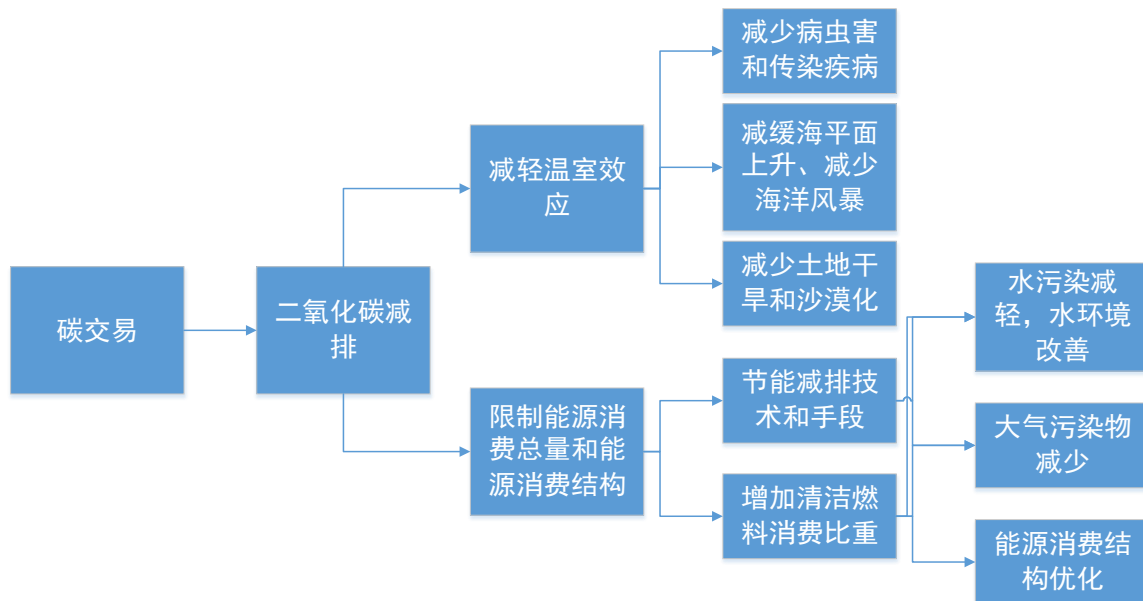 碳交易
二氧化碳减
排
减轻温室效
应
限制能源消
费总量和能
源消费结构
减少病虫害
和传染疾病
减缓海平面
上升、减少
海洋风暴
减少土地干
旱和沙漠化
节能减排技
术和手段
增加清洁燃
料消费比重
水污染减
轻，水环境
改善
大气污染物
减少
能源消费结
构优化